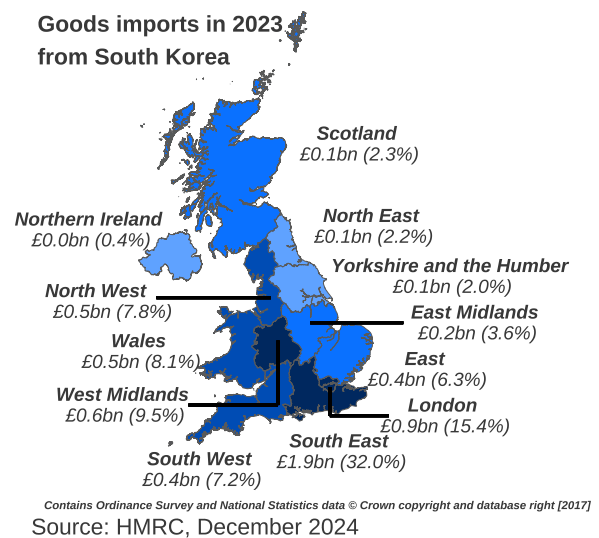 Goods imports in 2023
from South Korea
Scotland
£0.1bn (2.3%)
Northern Ireland
£0.0bn (0.4%)
North East
£0.1bn (2.2%)
Yorkshire and the Humber
£0.1bn (2.0%)
North West
£0.5bn (7.8%)
East Midlands
£0.2bn (3.6%)
Wales
£0.5bn (8.1%)
East
£0.4bn (6.3%)
West Midlands
£0.6bn (9.5%)
London
£0.9bn (15.4%)
South East
£1.9bn (32.0%)
South West
£0.4bn (7.2%)
Contains Ordinance Survey and National Statistics data © Crown copyright and database right [2017]
Source: HMRC, December 2024